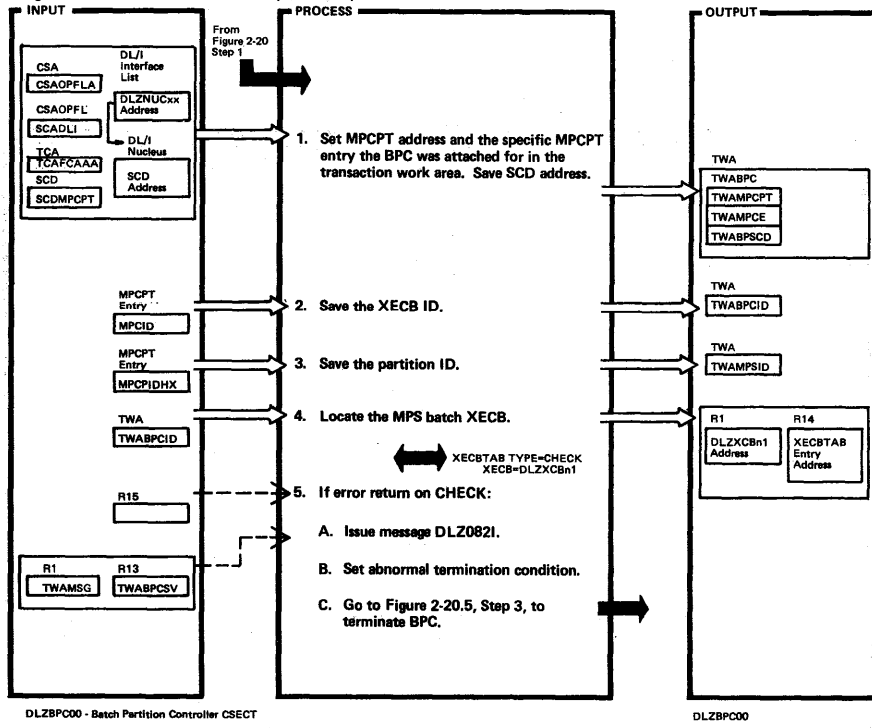 INPUT
PROCESS
OUTPUT
From
Figure 2-20
Step 1
CSA
CSAOPFLA
CSAOPFL
SCADLI
TCA
TCAFCAAA
SCD
SCDMPCPT
DL/I
Interface
List
DLZNUCxx
Address
DL/I
Nucleus
SCD
Address
1. Set MPCPT address and the specific MPCPT
entry the BPC was attached for in the
transaction work area. Save SCD address.
TWA
TWABPC
TWAMPCPT
TWAMPCE
TWABPSCD
MPCPT
Entry
MPCID
2. Save the XECB ID.
TWA
TWABPCID
MPCPT
Entry
MPCPIDHX
3. Save the partition ID.
TWA
TWAMPSID
TWA
TWABPCID
4. Locate the MPS batch XECB.
R1
DLZXCBn1
Address
R14
XECBTAB
Entry
Address
XECBTAB TYPE=CHECK
XECB=DLZXCBn1
R15
5. If error return on CHECK:
A. Issue message DLZ082I.
R1
TWAMSG
R13
TWABPCSV
B. Set abnormal termination condition.
C. Go to Figure 2-20.5, Step 3, to
terminate BPC.
DLZBPC00 - Batch Partition Controller CSECT
DLZBPC00